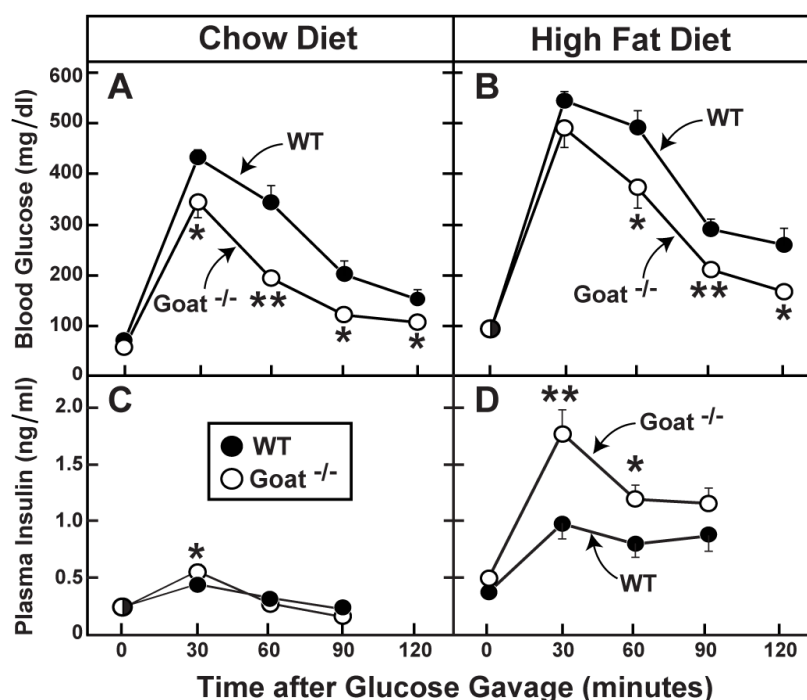 Chow Diet
High Fat Diet
A
B
Blood Glucose (mg/dl)
600
500
400
300
200
100
0
WT
Goat -/-
*
**
*
*
WT
Goat -/-
*
**
*
C
D
Plasma Insulin (ng/ml)
2.0
1.5
1.0
0.5
0
WT
Goat -/-
*
**
*
Goat -/-
WT
0 30 60 90 120
0 30 60 90 120
Time after Glucose Gavage (minutes)